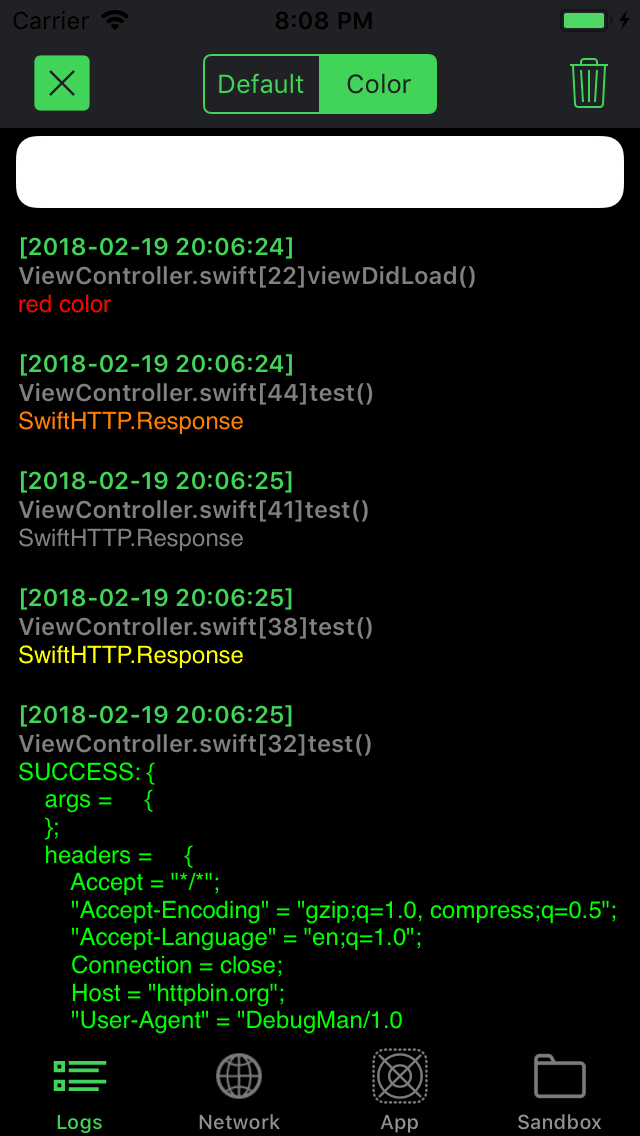 Carrier 8:08 PM
Default Color
[2018-02-19 20:06:24]
ViewController.swift[22]viewDidLoad()
red color
[2018-02-19 20:06:24]
ViewController.swift[44]test()
SwiftHTTP.Response
[2018-02-19 20:06:25]
ViewController.swift[41]test()
SwiftHTTP.Response
[2018-02-19 20:06:25]
ViewController.swift[38]test()
SwiftHTTP.Response
[2018-02-19 20:06:25]
ViewController.swift[32]test()
SUCCESS: {
args = {
};
headers = {
Accept = "*/*";
"Accept-Encoding" = "gzip;q=1.0, compress;q=0.5";
"Accept-Language" = "en;q=1.0";
Connection = close;
Host = "httpbin.org";
"User-Agent" = "DebugMan/1.0
Logs Network App Sandbox